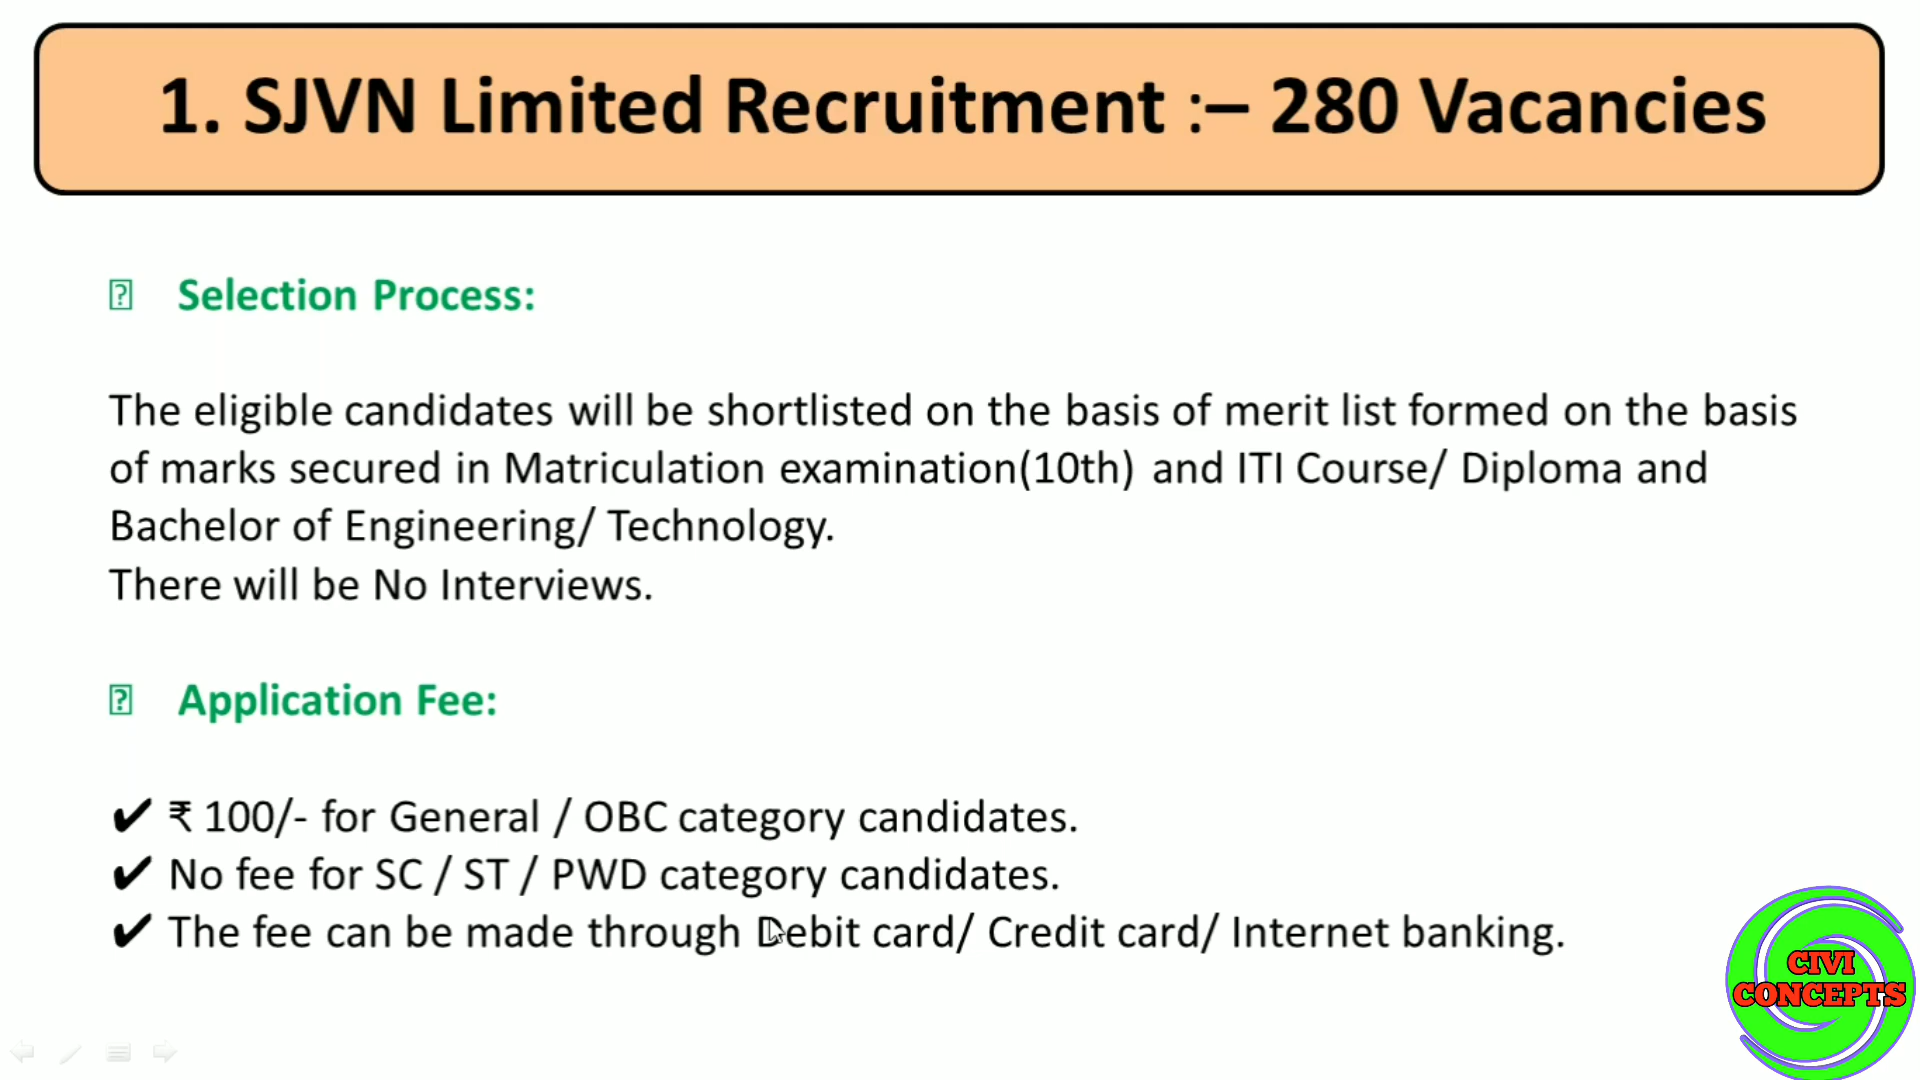 1. SJVN Limited Recruitment :– 280 Vacancies
Selection Process:
The eligible candidates will be shortlisted on the basis of merit list formed on the basis
of marks secured in Matriculation examination(10th) and ITI Course/ Diploma and
Bachelor of Engineering/ Technology.
There will be No Interviews.
Application Fee:
✔ ₹ 100/- for General / OBC category candidates.
✔ No fee for SC / ST / PWD category candidates.
✔ The fee can be made through Debit card/ Credit card/ Internet banking.
CIVI
CONCEPTS